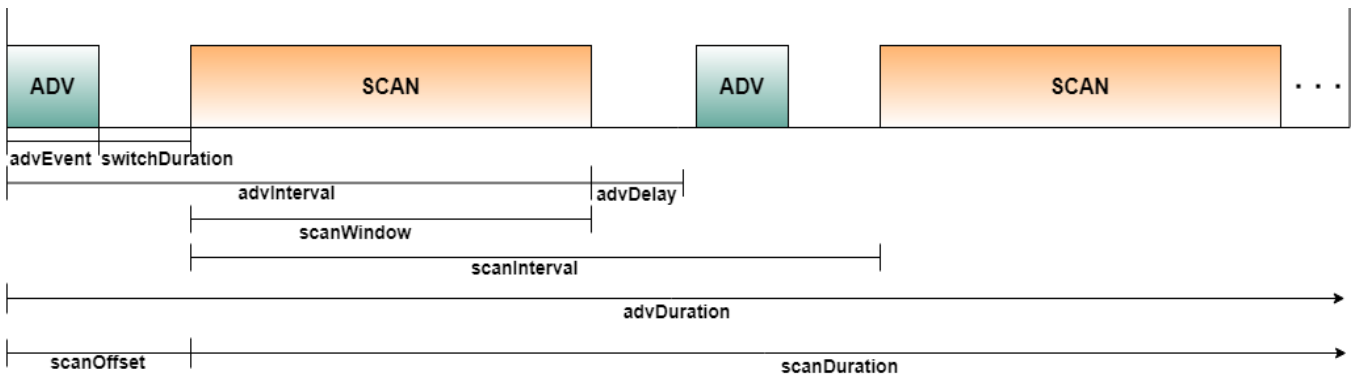 ADV SCAN ADV SCAN . . .
advEvent switchDuration
advInterval advDelay
scanWindow
scanInterval
advDuration
scanOffset scanDuration